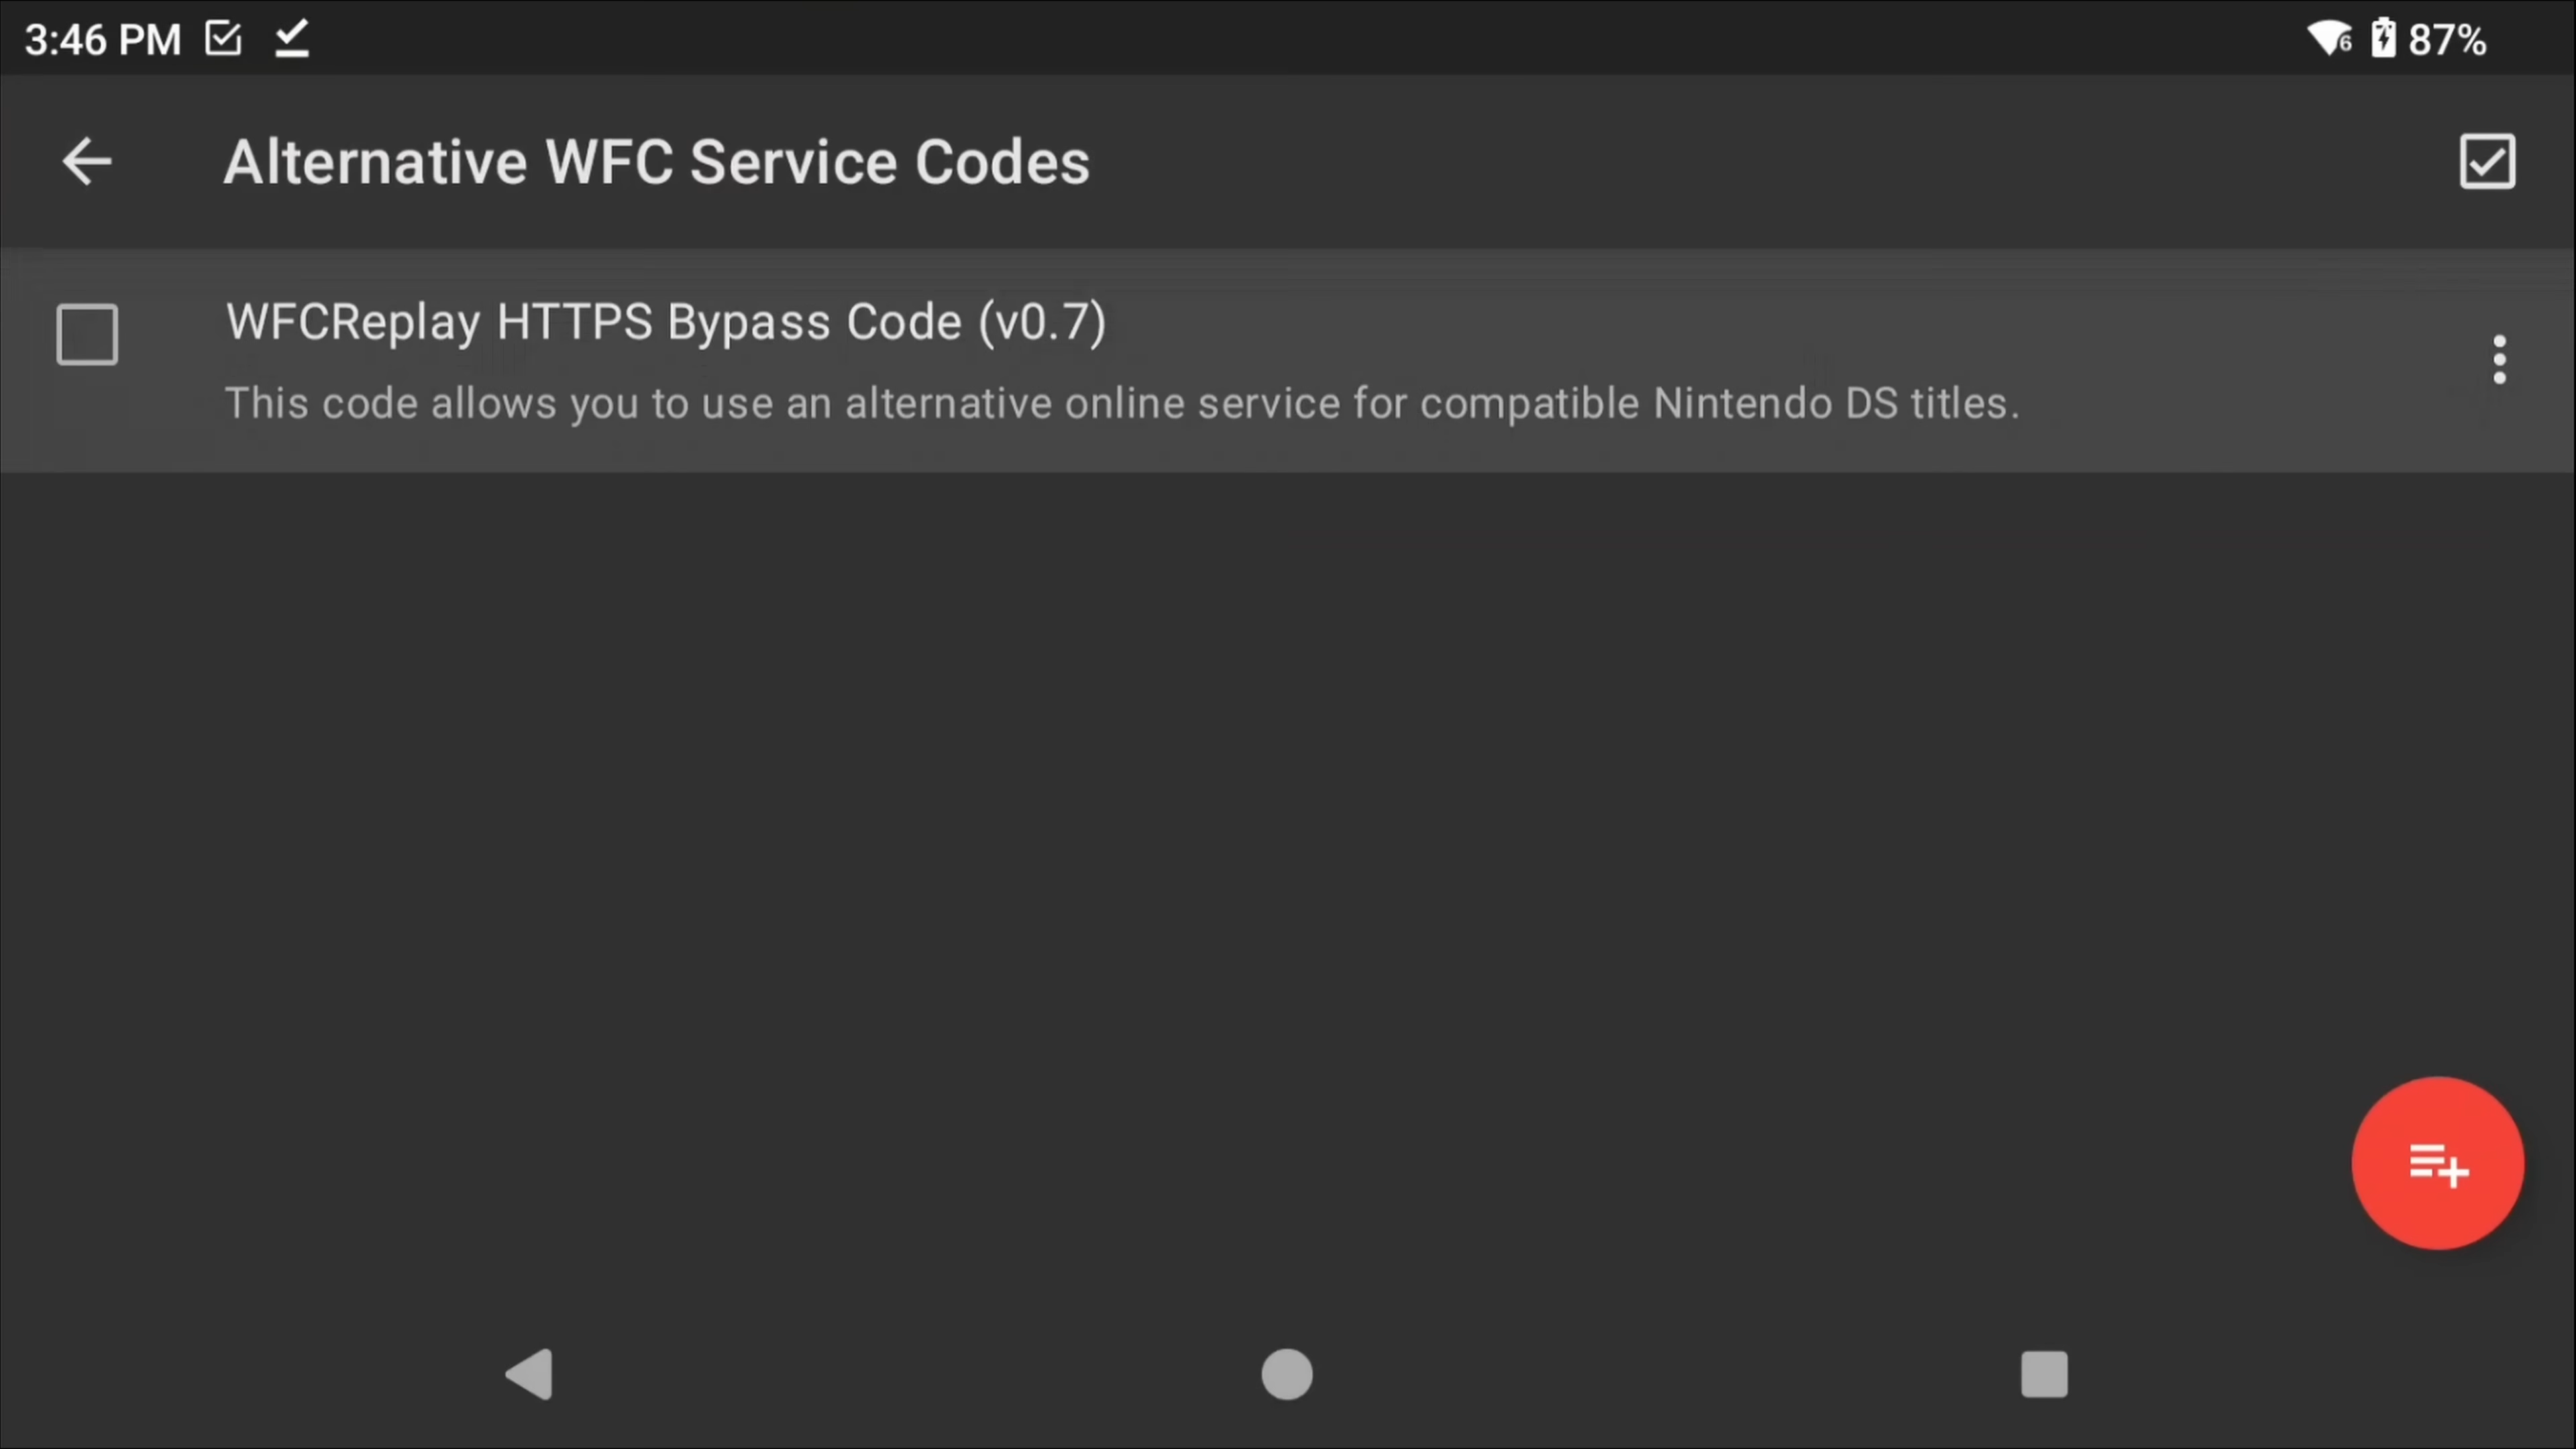 3:46 PM
6 87%
Alternative WFC Service Codes
WFCReplay HTTPS Bypass Code (v0.7)
This code allows you to use an alternative online service for compatible Nintendo DS titles.